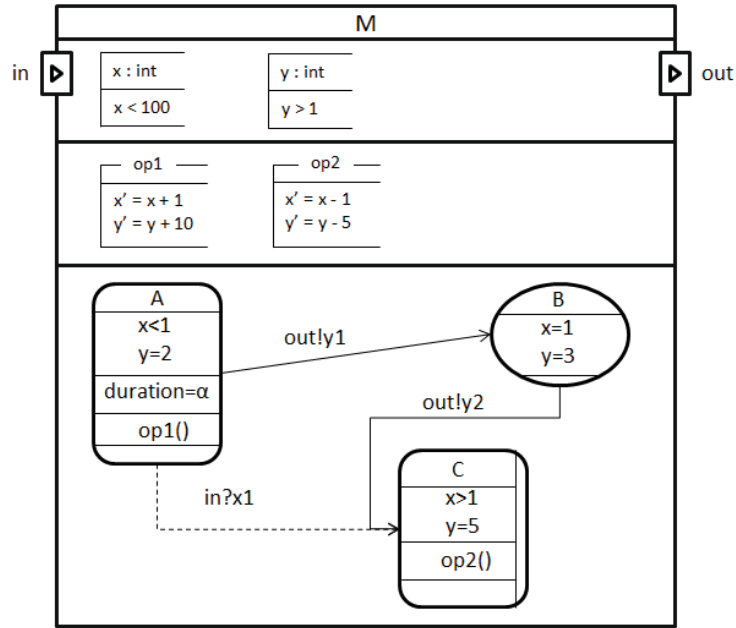 M
in
x : int
y : int
out
x < 100
y > 1
op1
op2
x′ = x + 1
x′ = x - 1
y′ = y + 10
y′ = y - 5
A
x<1
y=2
duration=α
op1()
out!y1
B
x=1
y=3
out!y2
in?x1
C
x>1
y=5
op2()